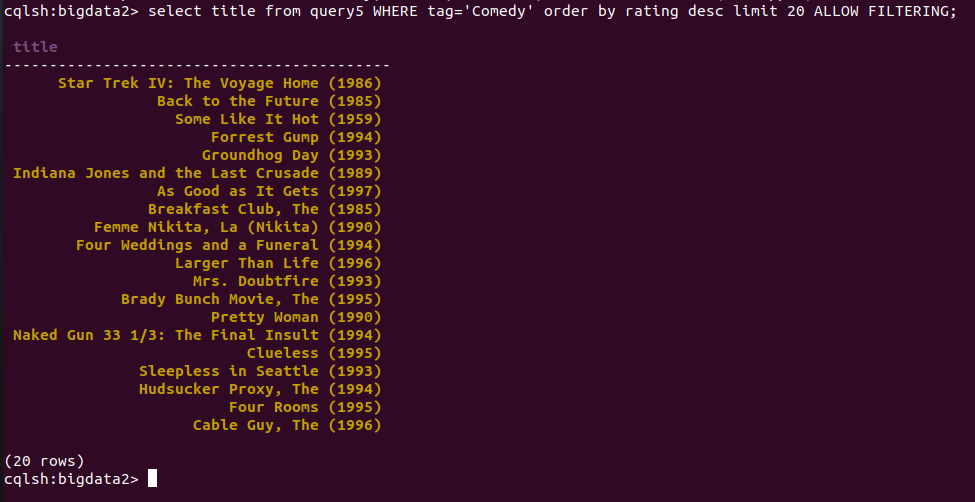 cqlsh:bigdata2> select title from query5 WHERE tag='Comedy' order by rating desc limit 20 ALLOW FILTERING;
title
-------------------------------------------
Star Trek IV: The Voyage Home (1986)
Back to the Future (1985)
Some Like It Hot (1959)
Forrest Gump (1994)
Groundhog Day (1993)
Indiana Jones and the Last Crusade (1989)
As Good as It Gets (1997)
Breakfast Club, The (1985)
Femme Nikita, La (Nikita) (1990)
Four Weddings and a Funeral (1994)
Larger Than Life (1996)
Mrs. Doubtfire (1993)
Brady Bunch Movie, The (1995)
Pretty Woman (1990)
Naked Gun 33 1/3: The Final Insult (1994)
Clueless (1995)
Sleepless in Seattle (1993)
Hudsucker Proxy, The (1994)
Four Rooms (1995)
Cable Guy, The (1996)
(20 rows)
cqlsh:bigdata2>